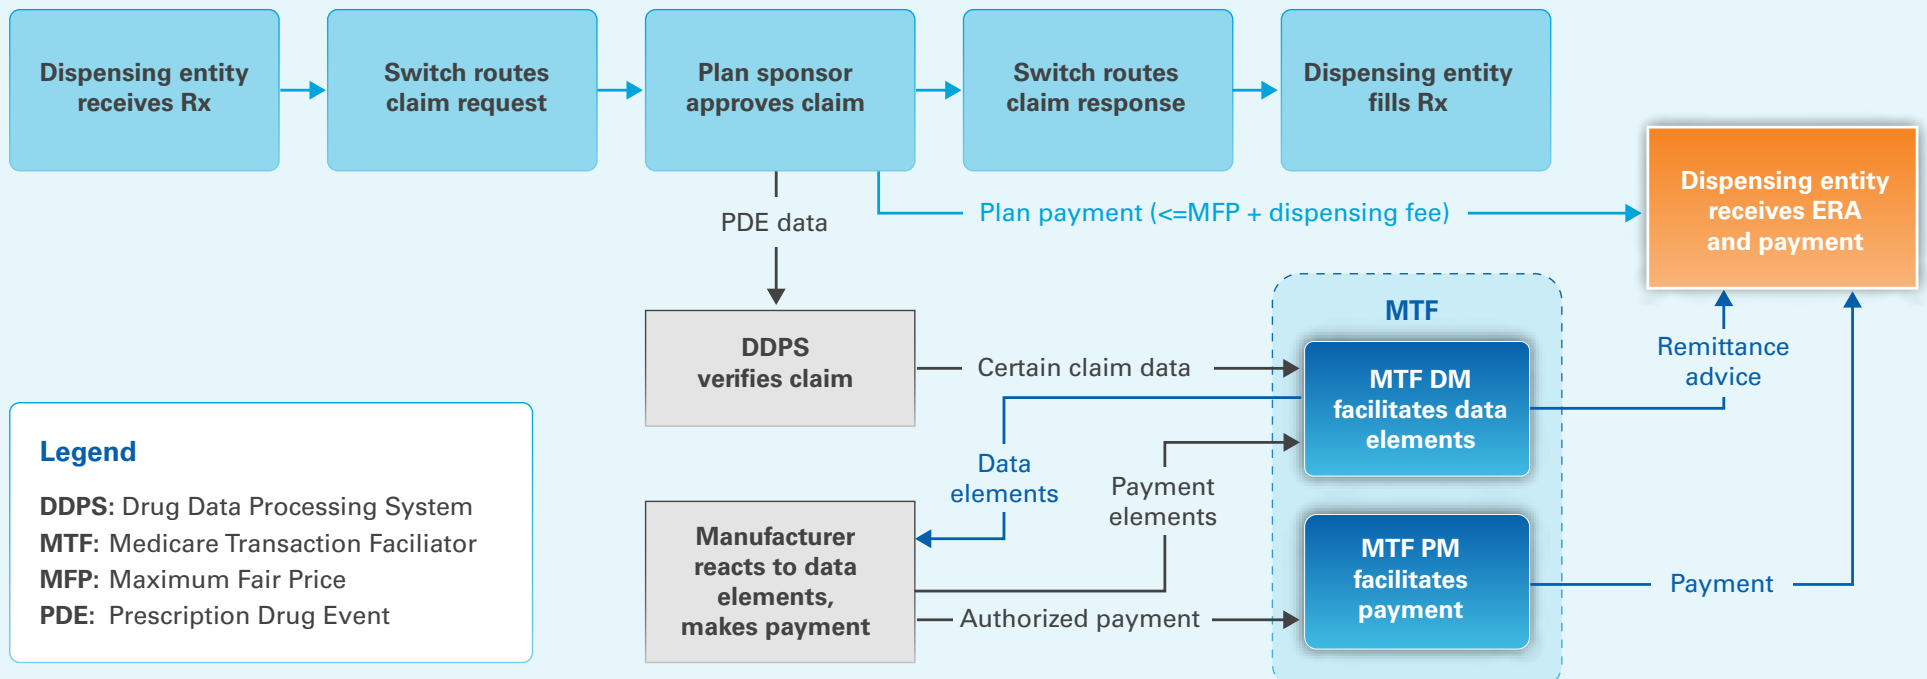 Dispensing entity
receives Rx
Switch routes
claim request
Plan sponsor
approves claim
Switch routes
claim response
Dispensing entity
fills Rx
Dispensing entity
receives ERA
and payment
PDE data
Plan payment (<=MFP + dispensing fee)
DDPS
verifies claim
Certain claim data
MTF
MTF DM
facilitates data
elements
Remittance
advice
Data
elements
Payment
elements
Manufacturer
reacts to data
elements,
makes payment
Authorized payment
MTF PM
facilitates
payment
Payment
Legend
DDPS: Drug Data Processing System
MTF: Medicare Transaction Faciliator
MFP: Maximum Fair Price
PDE: Prescription Drug Event